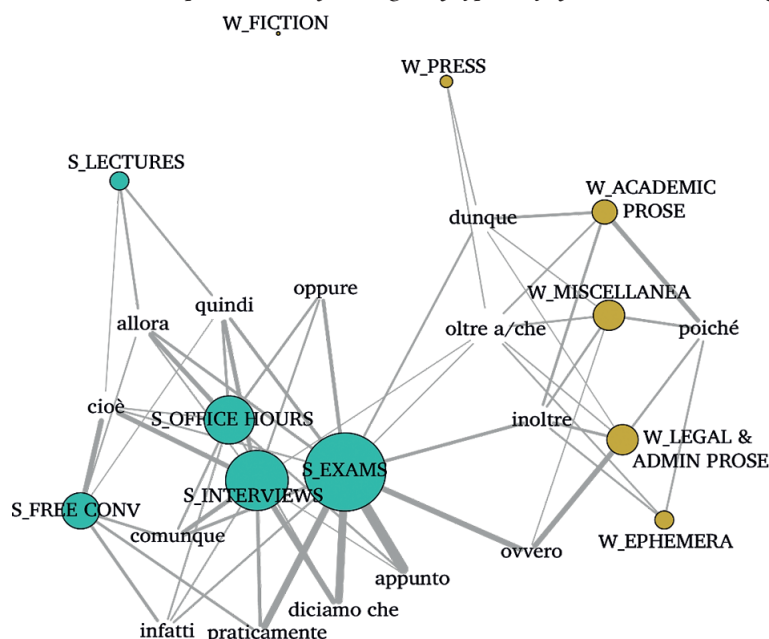 W_FICTION
W_PRESS
S_LECTURES
W_ACADEMIC
PROSE
dunque
oppure
W_MISCELLANEA
quindi
allora
oltre a/che
poiché
cioè
S_OFFICE HOURS
inoltre
W_LEGAL &
ADMIN PROSE
S_EXAMS
S_INTERVIEWS
S_FREE CONV
comunque
W_EPHEMERA
ovvero
appunto
diciamo che
infatti
praticamente